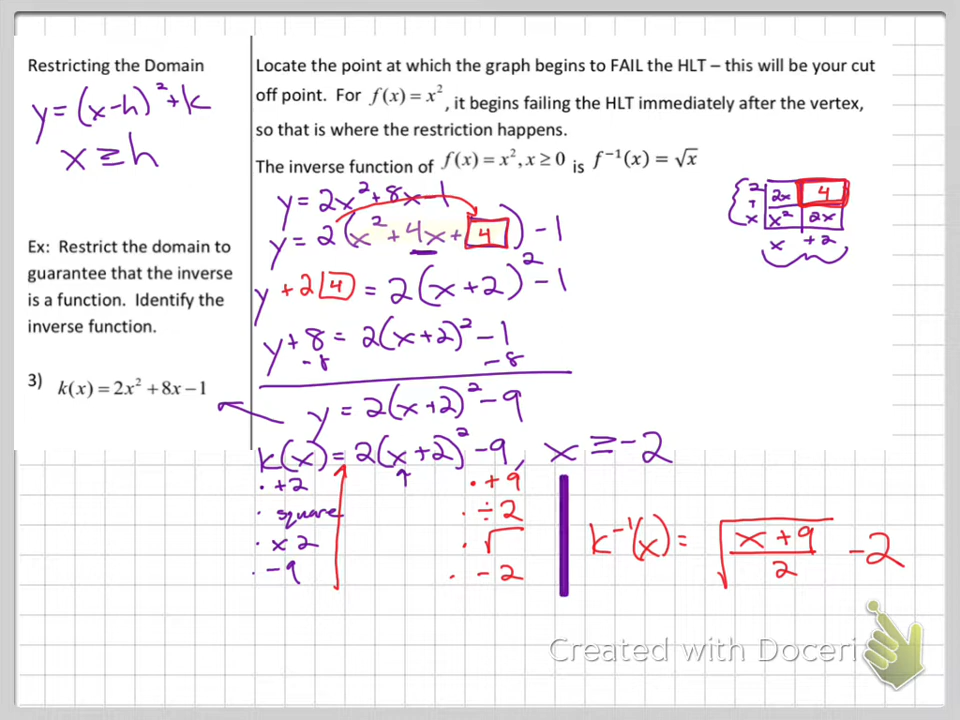 Restricting the Domain
y = (x-h)² + k
x ≥ h
Ex: Restrict the domain to
guarantee that the inverse
is a function. Identify the
inverse function.
3) k(x) = 2x² + 8x − 1
Locate the point at which the graph begins to FAIL the HLT – this will be your cut
off point. For f(x) = x², it begins failing the HLT immediately after the vertex,
so that is where the restriction happens.
The inverse function of f(x) = x², x ≥ 0 is f⁻¹(x) = √x
y = 2x² + 8x - 1
y = 2(x² + 4x + 4) - 1
y + 2[4] = 2(x+2)² - 1
y + 8 = 2(x+2)² - 1
-8 -8
y = 2(x+2)² - 9
k(x) = 2(x+2)² - 9, x ≥ -2
· +2
· square
· x 2
· -9
· + 9
· ÷ 2
· √
· - 2
k⁻¹(x) = √((x+9)/2) - 2
2 2x 4
+
x x² 2x
x +2
Created with Doceri